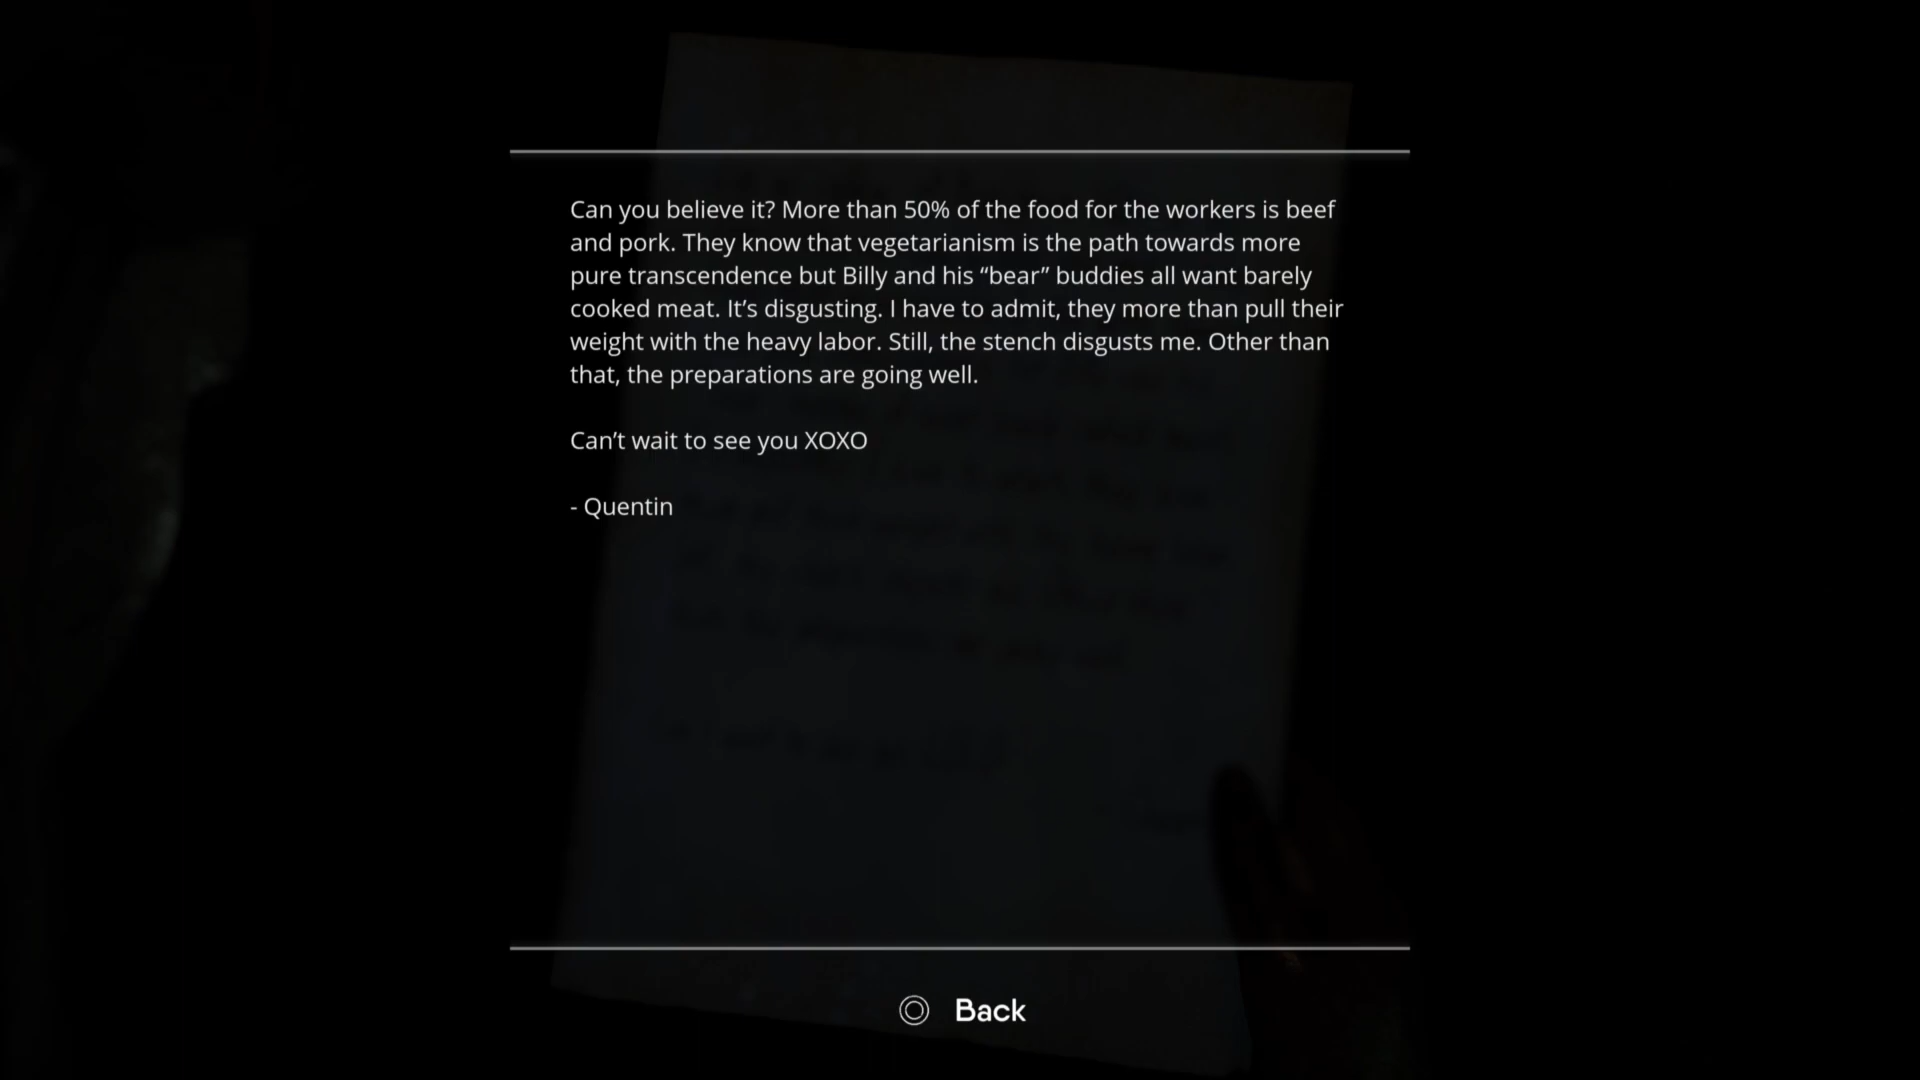 Can you believe it? More than 50% of the food for the workers is beef
and pork. They know that vegetarianism is the path towards more
pure transcendence but Billy and his “bear” buddies all want barely
cooked meat. It’s disgusting. I have to admit, they more than pull their
weight with the heavy labor. Still, the stench disgusts me. Other than
that, the preparations are going well.
Can’t wait to see you XOXO
- Quentin
Back